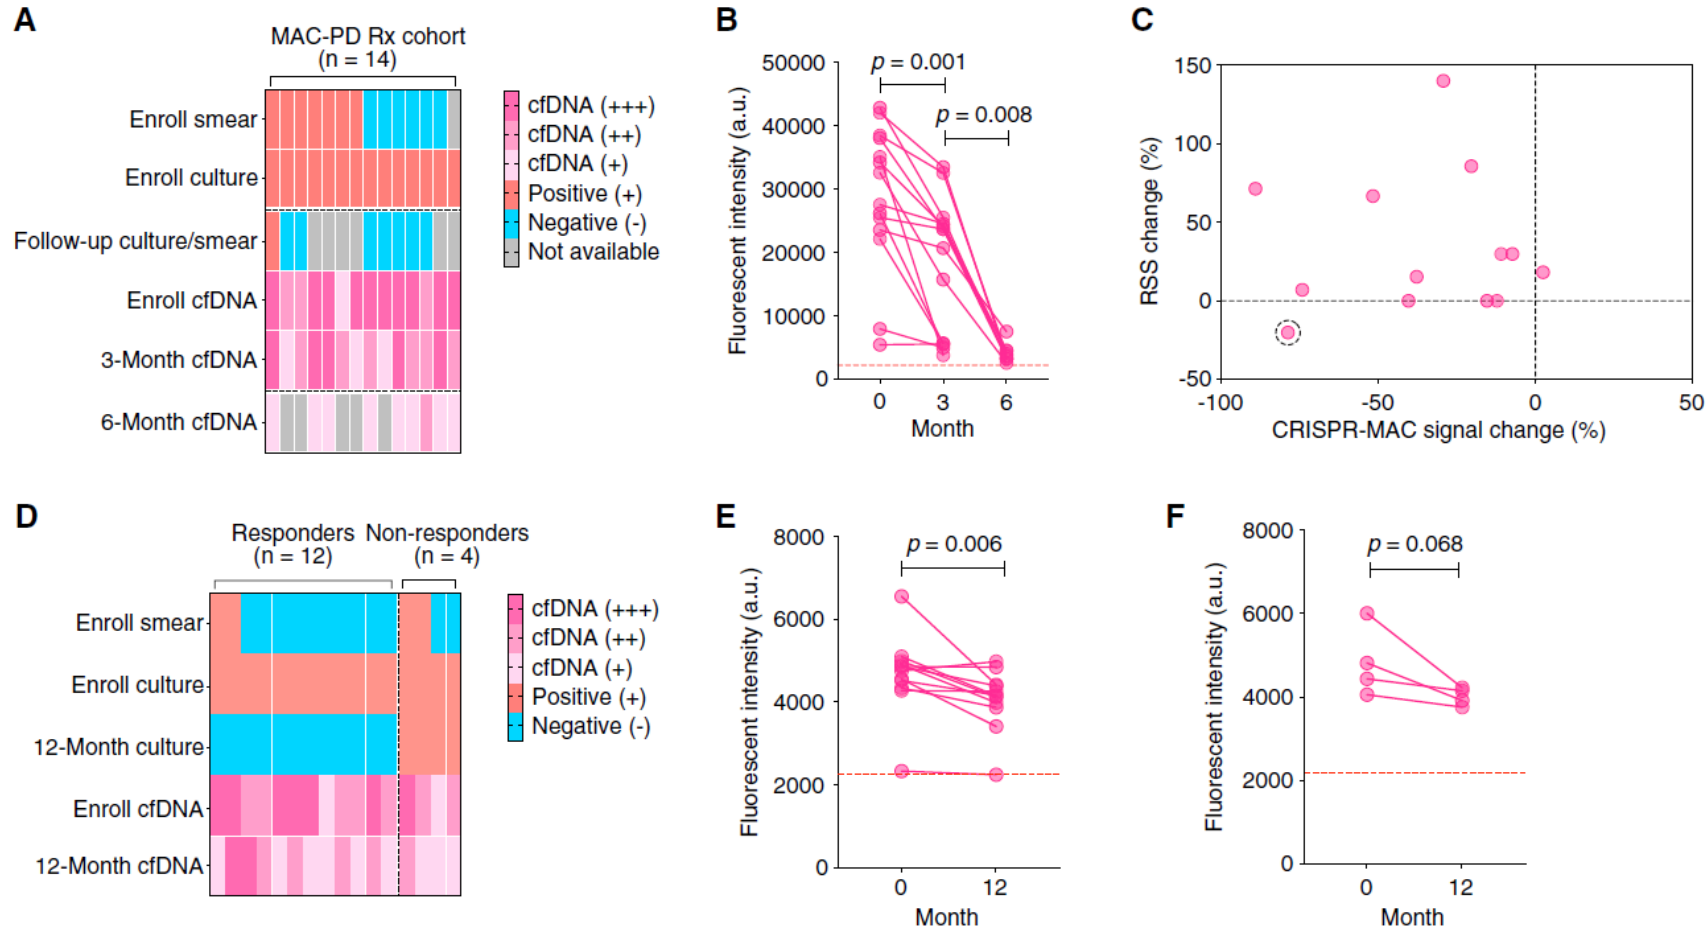 A
MAC-PD Rx cohort
(n = 14)
Enroll smear
Enroll culture
Follow-up culture/smear
Enroll cfDNA
3-Month cfDNA
6-Month cfDNA
cfDNA (+++)
cfDNA (++)
cfDNA (+)
Positive (+)
Negative (-)
Not available
B
p = 0.001
p = 0.008
Fluorescent intensity (a.u.)
50000
40000
30000
20000
10000
0
0 3 6
Month
C
RSS change (%)
150
100
50
0
-50
-100 -50 0 50
CRISPR-MAC signal change (%)
D
Responders Non-responders
(n = 12) (n = 4)
Enroll smear
Enroll culture
12-Month culture
Enroll cfDNA
12-Month cfDNA
cfDNA (+++)
cfDNA (++)
cfDNA (+)
Positive (+)
Negative (-)
E
p = 0.006
Fluorescent intensity (a.u.)
8000
6000
4000
2000
0
0 12
Month
F
p = 0.068
Fluorescent intensity (a.u.)
8000
6000
4000
2000
0
0 12
Month